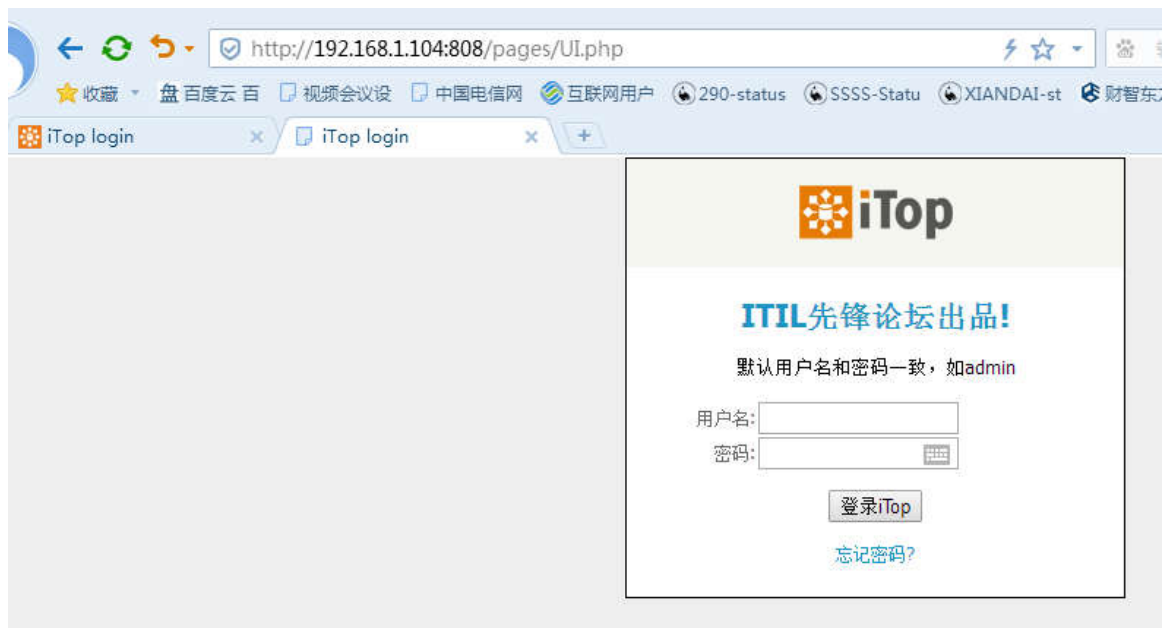 http://192.168.1.104:808/pages/UI.php
收藏 盘 百度云 百 视频会议设 中国电信网 互联网用户 290-status SSSS-Statu XIANDAI-st 财智东方
iTop login iTop login
iTop
ITIL先锋论坛出品!
默认用户名和密码一致，如admin
用户名:
密码:
登录iTop
忘记密码?